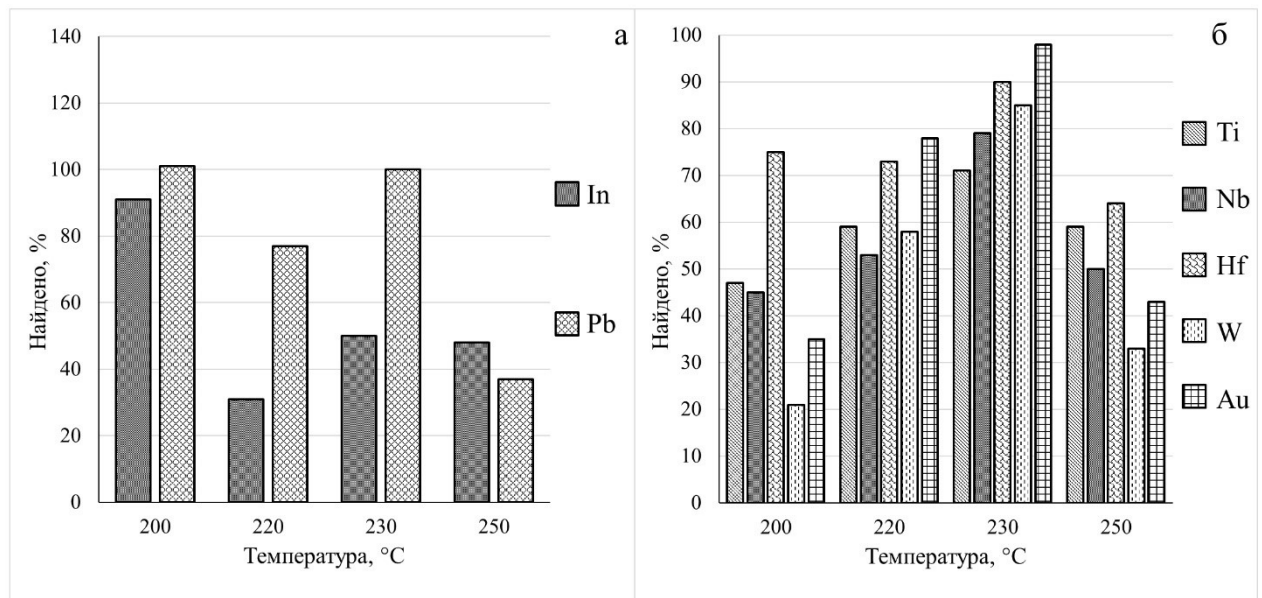 а
140
120
100
80
60
40
20
0
Найдено, %
200 220 230 250
Температура, °C
In
Pb
б
100
90
80
70
60
50
40
30
20
10
0
Найдено, %
200 220 230 250
Температура, °C
Ti
Nb
Hf
W
Au